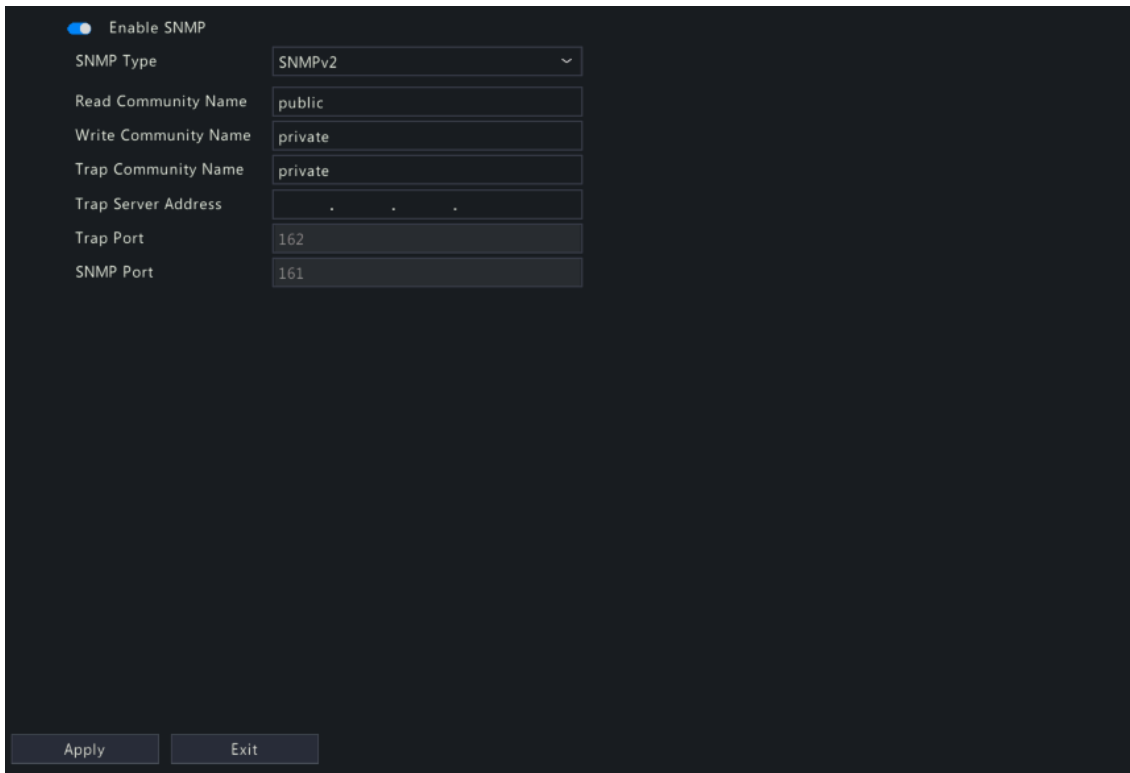 Enable SNMP
SNMP Type SNMPv2
Read Community Name public
Write Community Name private
Trap Community Name private
Trap Server Address . . .
Trap Port 162
SNMP Port 161
Apply Exit